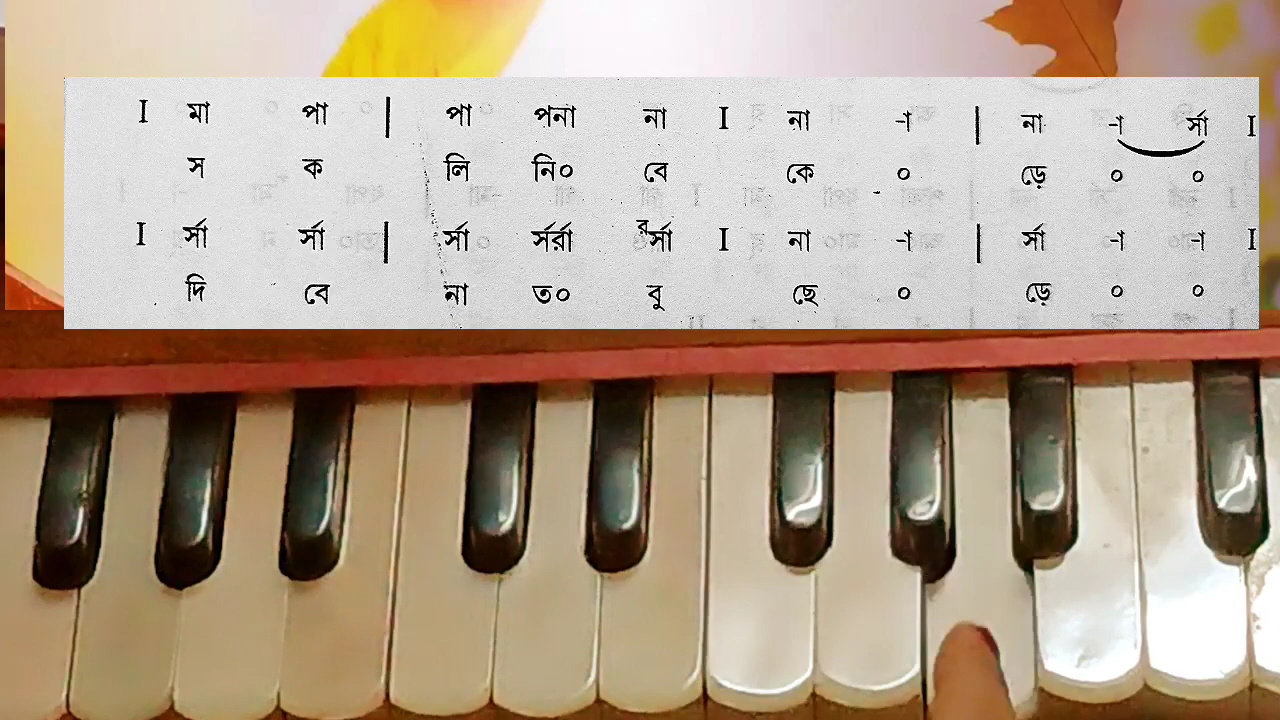 I মা পা | পা পনা না I না -া | না -া র্সা I
স ক লি নি০ বে কে ০ ড়ে ০ ০
I র্সা র্সা | র্সা র্সর্রা র্র্সা I না -া | র্সা -া -া I
দি বে না ত০ বু ছে ০ ড়ে ০ ০